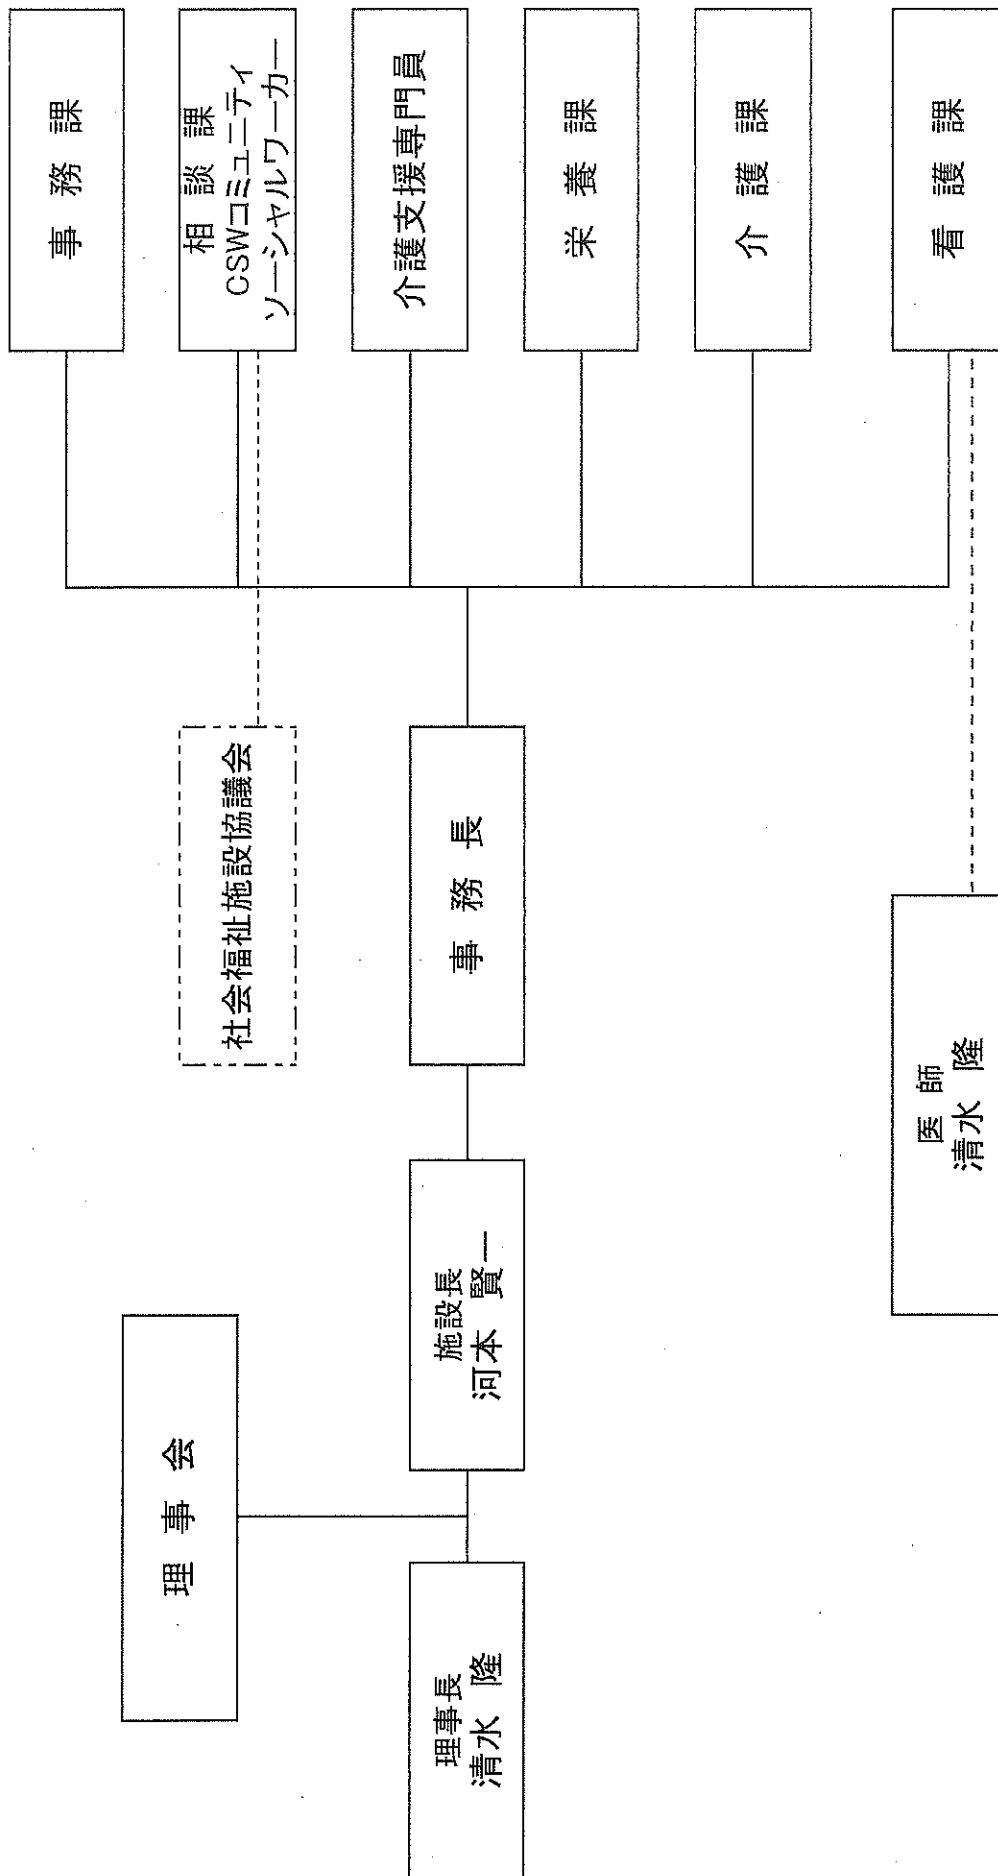 理事長
清水 隆
理 事 会
施設長
河本 賢一
事 務 長
社会福祉施設協議会
医 師
清水 隆
事 務 課
相 談 課
CSWコミュニティ
ソーシャルワーカー
介護支援専門員
栄 養 課
介 護 課
看 護 課